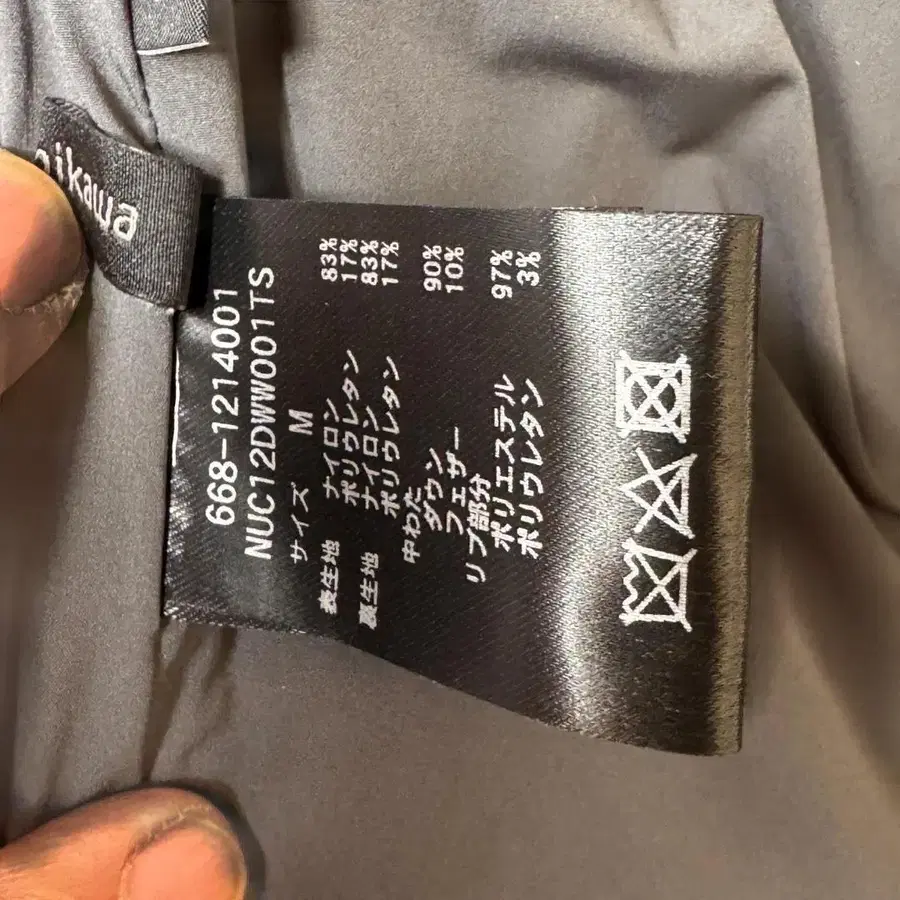 oikawa
668-1214001
NUC12DWW001TS
サイズ M
表生地 ナイロン 83%
ポリウレタン 17%
裏生地 ナイロン 83%
ポリウレタン 17%
中わた
ダウン 90%
フェザー 10%
リブ部分
ポリエステル 97%
ポリウレタン 3%